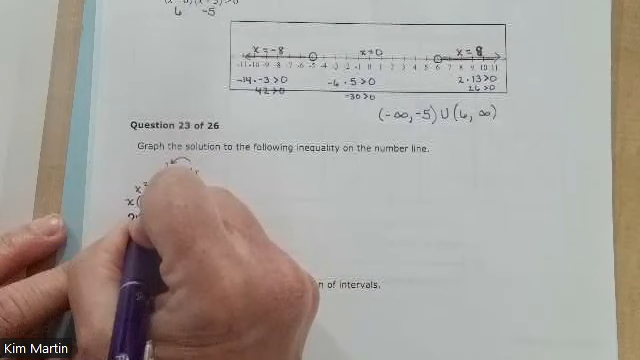 6 -5
x=-8 x=0 x=8
-11-10-9 -8 -7 -6 -5 -4 -3 -2 -1 0 1 2 3 4 5 6 7 8 9 10 11
-14·-3>0 -6·5>0 2·13>0
42>0 -30>0 26>0
(-∞,-5)∪(6,∞)
Question 23 of 26
Graph the solution to the following inequality on the number line.
x²
x(
n of intervals.
Kim Martin